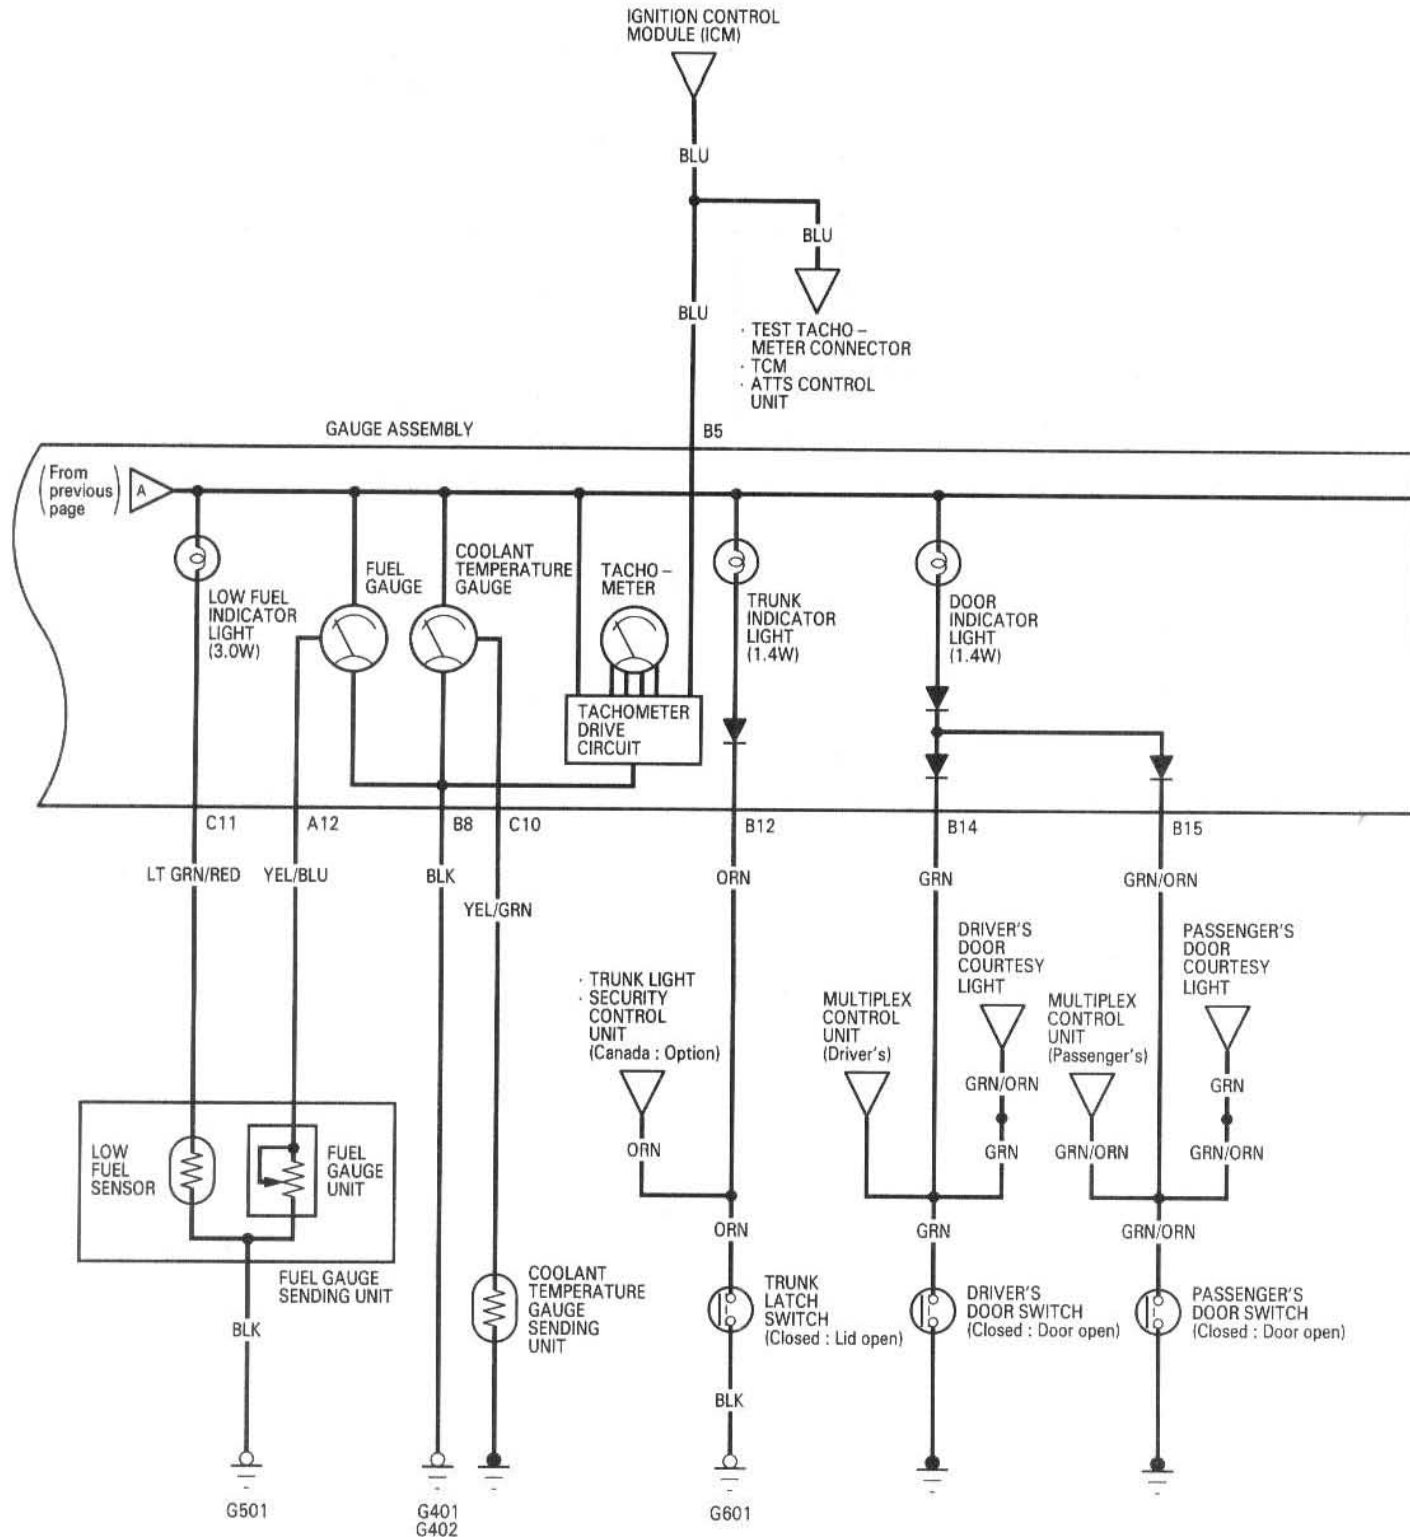 IGNITION CONTROL
MODULE (ICM)
BLU
BLU
BLU
· TEST TACHO –
METER CONNECTOR
· TCM
· ATTS CONTROL
UNIT
GAUGE ASSEMBLY
B5
(From
previous
page)
A
LOW FUEL
INDICATOR
LIGHT
(3.0W)
FUEL
GAUGE
COOLANT
TEMPERATURE
GAUGE
TACHO –
METER
TRUNK
INDICATOR
LIGHT
(1.4W)
DOOR
INDICATOR
LIGHT
(1.4W)
TACHOMETER
DRIVE
CIRCUIT
C11
A12
B8
C10
B12
B14
B15
LT GRN/RED
YEL/BLU
BLK
YEL/GRN
ORN
GRN
GRN/ORN
· TRUNK LIGHT
· SECURITY
CONTROL
UNIT
(Canada : Option)
MULTIPLEX
CONTROL
UNIT
(Driver's)
DRIVER'S
DOOR
COURTESY
LIGHT
MULTIPLEX
CONTROL
UNIT
(Passenger's)
PASSENGER'S
DOOR
COURTESY
LIGHT
GRN/ORN
GRN
ORN
GRN
GRN/ORN
GRN/ORN
LOW
FUEL
SENSOR
FUEL
GAUGE
UNIT
ORN
GRN
GRN/ORN
FUEL GAUGE
SENDING UNIT
COOLANT
TEMPERATURE
GAUGE
SENDING
UNIT
TRUNK
LATCH
SWITCH
(Closed : Lid open)
DRIVER'S
DOOR SWITCH
(Closed : Door open)
PASSENGER'S
DOOR SWITCH
(Closed : Door open)
BLK
BLK
G501
G401
G402
G601